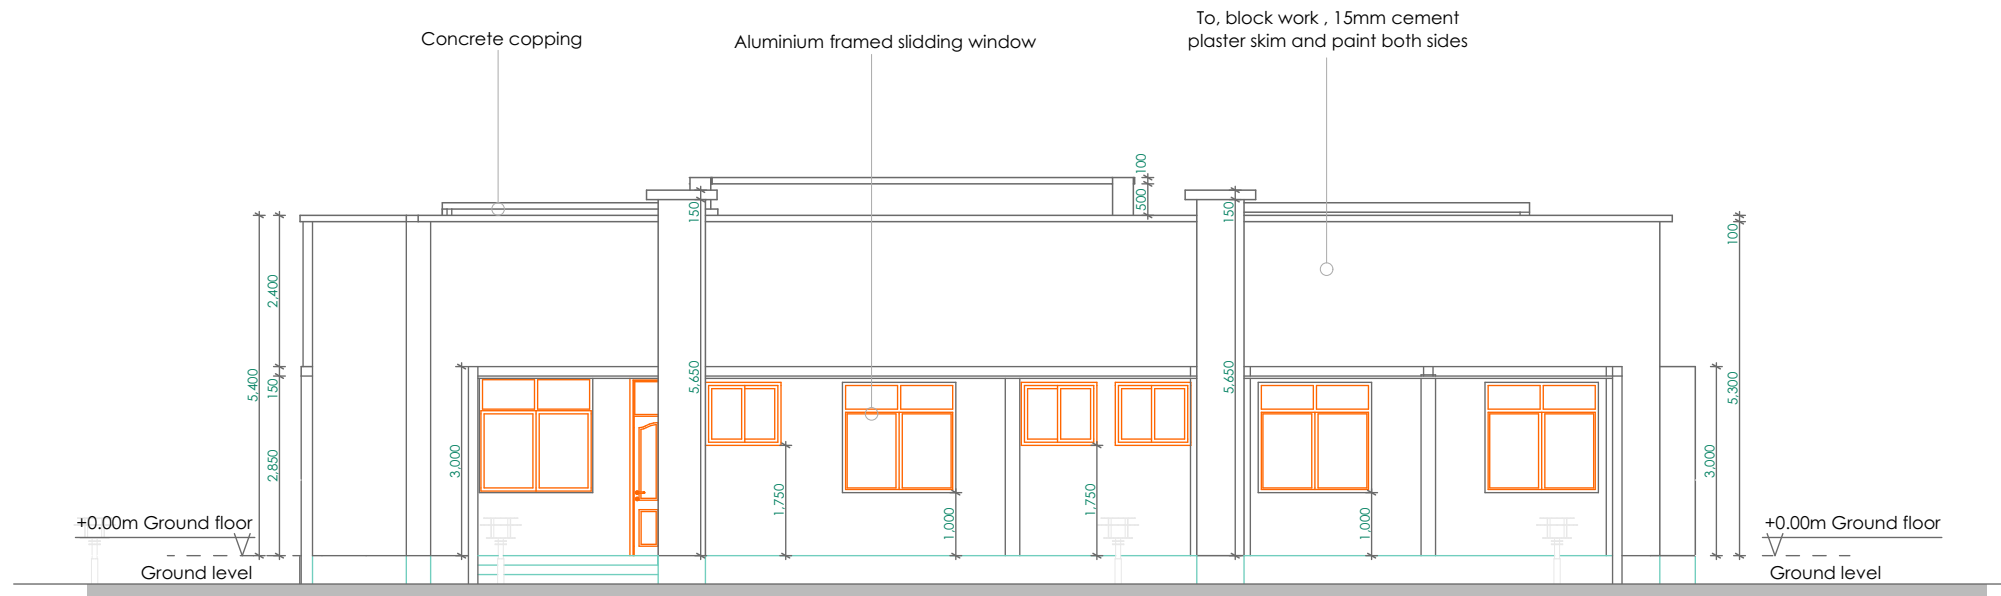 To, block work , 15mm cement
plaster skim and paint both sides
Concrete copping
Aluminium framed slidding window
100
500
150
150
100
2,400
5,400
150
2,850
3,000
5,650
5,650
5,300
3,000
1,750
1,000
1,750
1,000
+0.00m Ground floor
+0.00m Ground floor
Ground level
Ground level